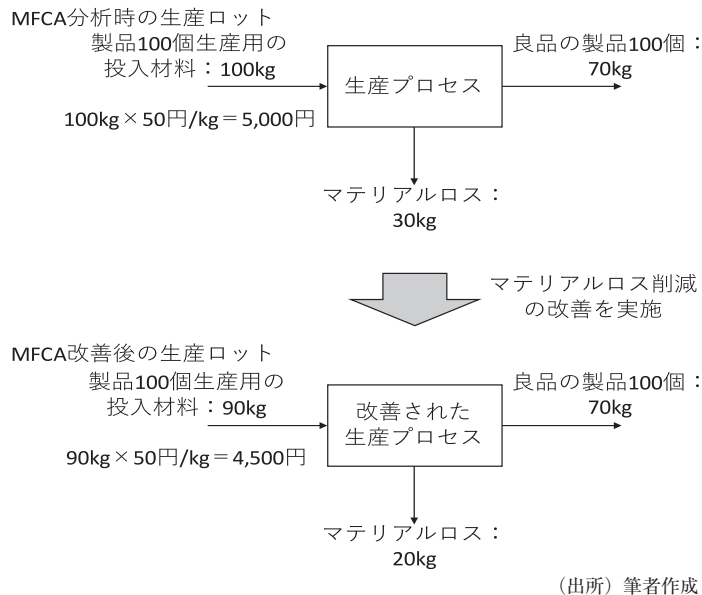 MFCA分析時の生産ロット
製品100個生産用の
投入材料：100kg
100kg×50円/kg＝5,000円
生産プロセス
良品の製品100個：
70kg
マテリアルロス：
30kg
マテリアルロス削減
の改善を実施
MFCA改善後の生産ロット
製品100個生産用の
投入材料：90kg
90kg×50円/kg＝4,500円
改善された
生産プロセス
良品の製品100個：
70kg
マテリアルロス：
20kg
（出所）筆者作成